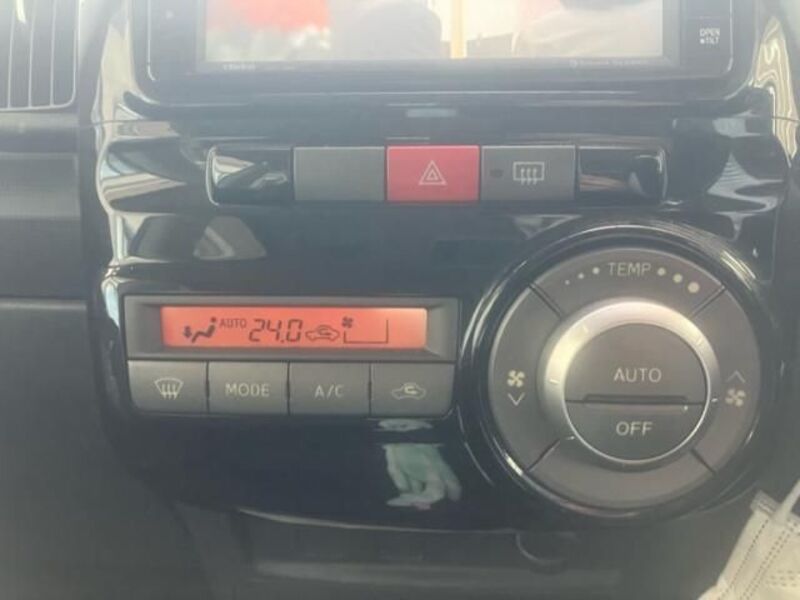 OPEN
TILT
TEMP
AUTO 24.0
AUTO
MODE A/C
OFF